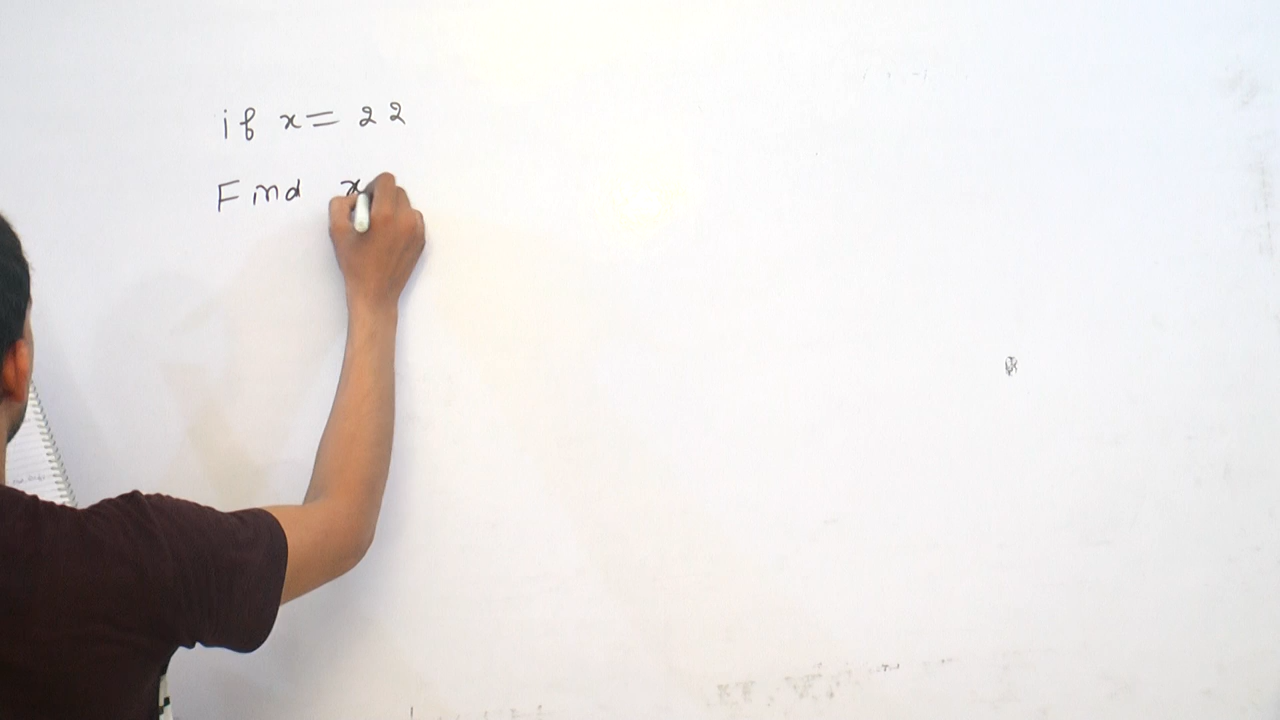 if x = 22
Find x